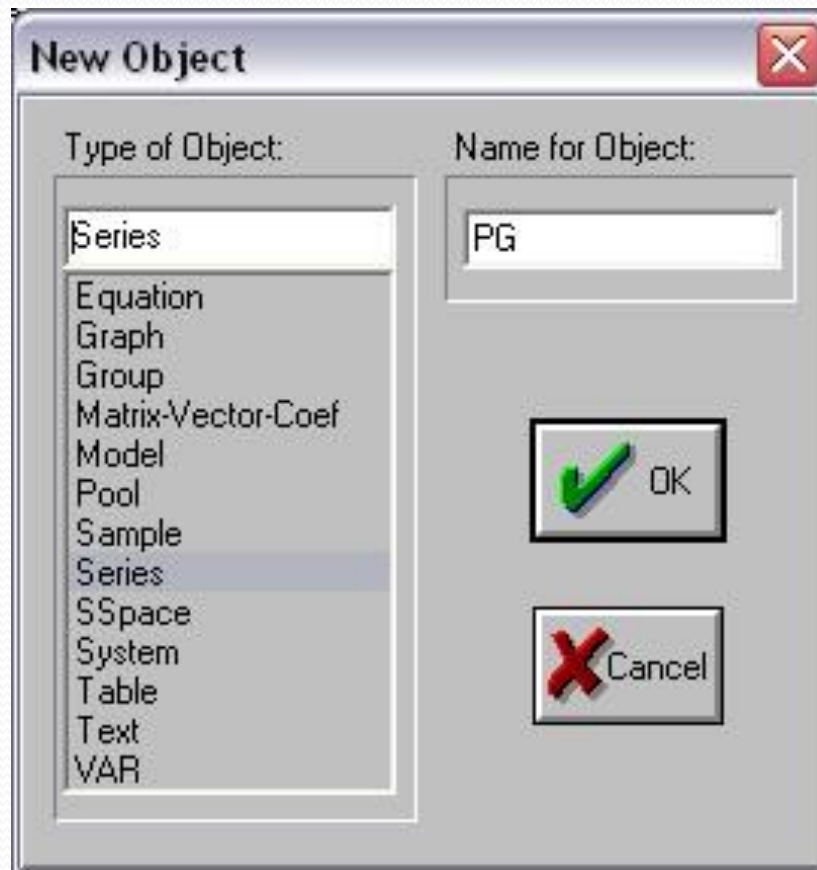 New Object
Type of Object:
Series
Equation
Graph
Group
Matrix-Vector-Coef
Model
Pool
Sample
Series
SSpace
System
Table
Text
VAR
Name for Object:
PG
OK
Cancel